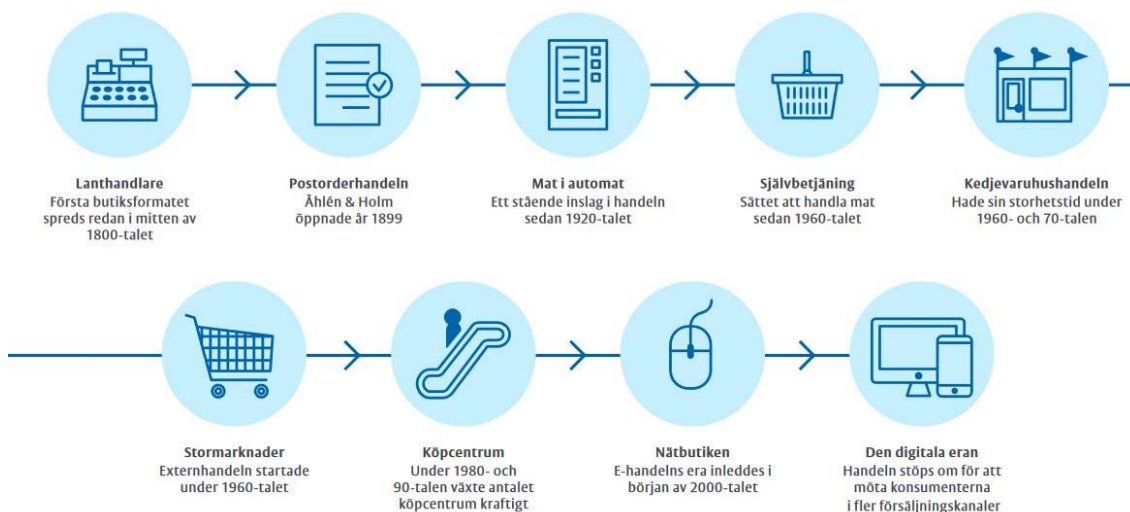 Lanthandlare
Första butiksformatet
spreds redan i mitten av
1800-talet
Postorderhandeln
Åhlén & Holm
öppnade år 1899
Mat i automat
Ett stående inslag i handeln
sedan 1920-talet
Självbetjäning
Sättet att handla mat
sedan 1960-talet
Kedjevaruhushandeln
Hade sin storhetstid under
1960- och 70-talen
Stormarknader
Externhandeln startade
under 1960-talet
Köpcentrum
Under 1980- och
90-talen växte antalet
köpcentrum kraftigt
Nätbutiken
E-handelns era inleddes i
början av 2000-talet
Den digitala eran
Handeln stöps om för att
möta konsumenterna
i fler försäljningskanaler